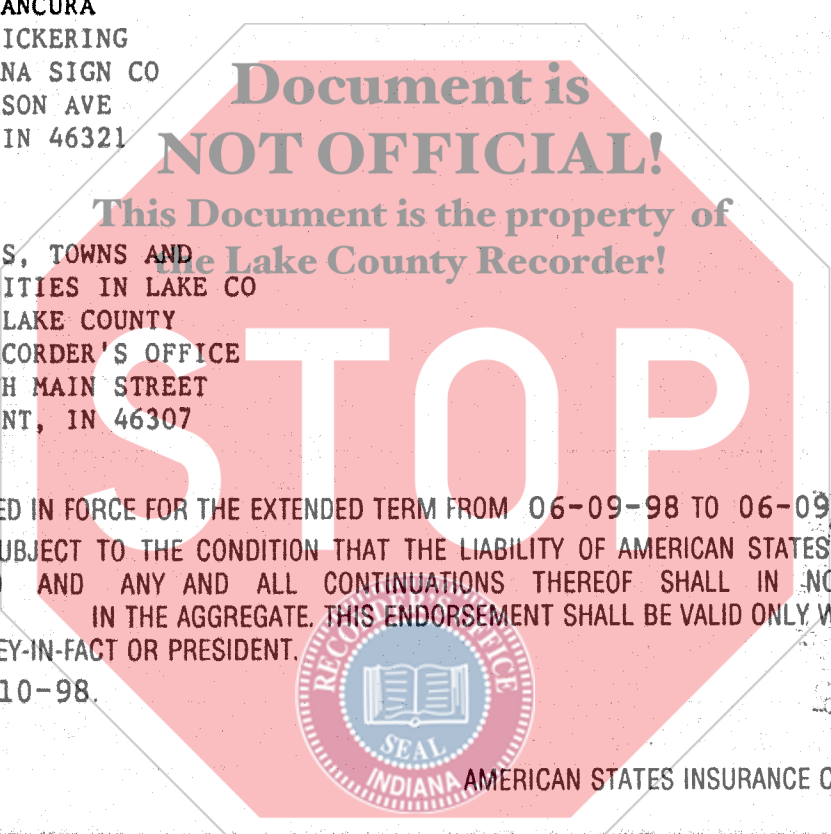 ANCURA
ICKERING
NA SIGN CO
SON AVE
IN 46321
Document is
NOT OFFICIAL!
This Document is the property of
the Lake County Recorder!
S, TOWNS AND
ITIES IN LAKE CO
LAKE COUNTY
CORDER'S OFFICE
H MAIN STREET
NT, IN 46307
STOP
ED IN FORCE FOR THE EXTENDED TERM FROM 06-09-98 TO 06-09
UBJECT TO THE CONDITION THAT THE LIABILITY OF AMERICAN STATES
AND ANY AND ALL CONTINUATIONS THEREOF SHALL IN NO
IN THE AGGREGATE. THIS ENDORSEMENT SHALL BE VALID ONLY W
EY-IN-FACT OR PRESIDENT.
10-98.
RECORDER'S OFFICE
SEAL
INDIANA
AMERICAN STATES INSURANCE C